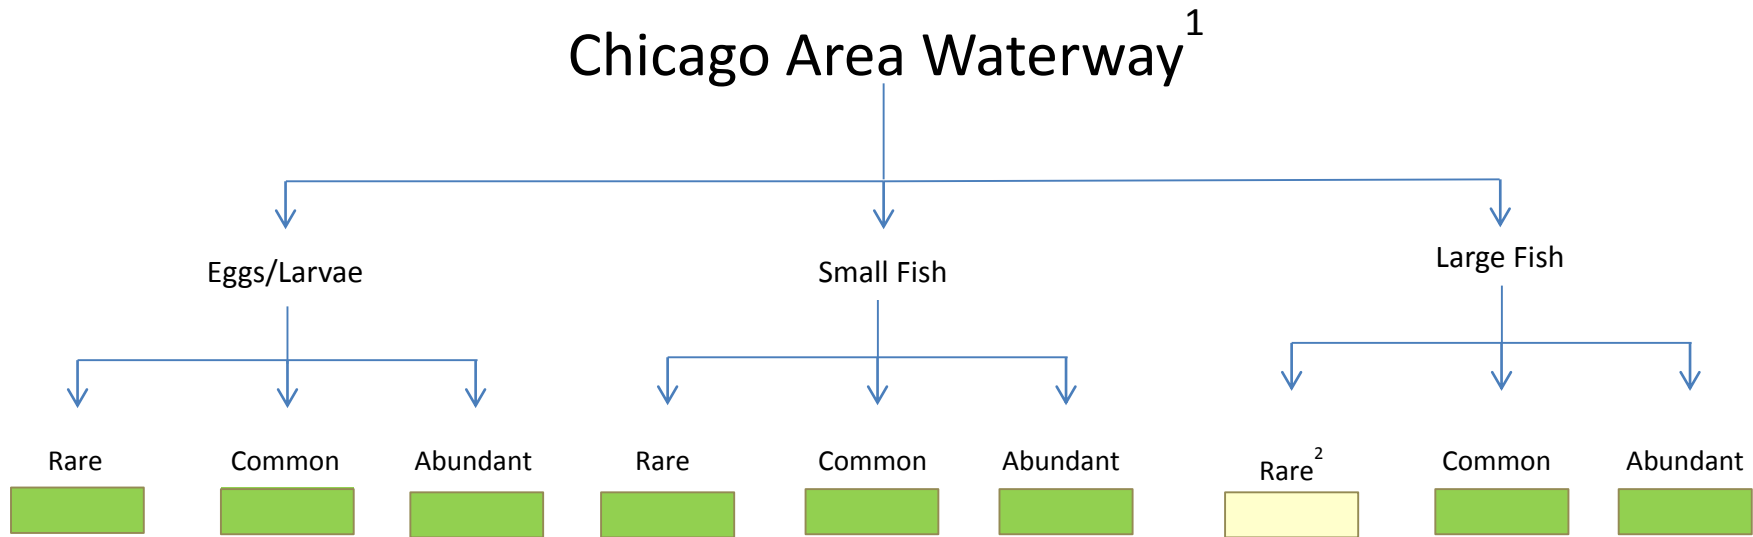 Chicago Area Waterway¹
Eggs/Larvae
Small Fish
Large Fish
Rare
Common
Abundant
Rare
Common
Abundant
Rare²
Common
Abundant